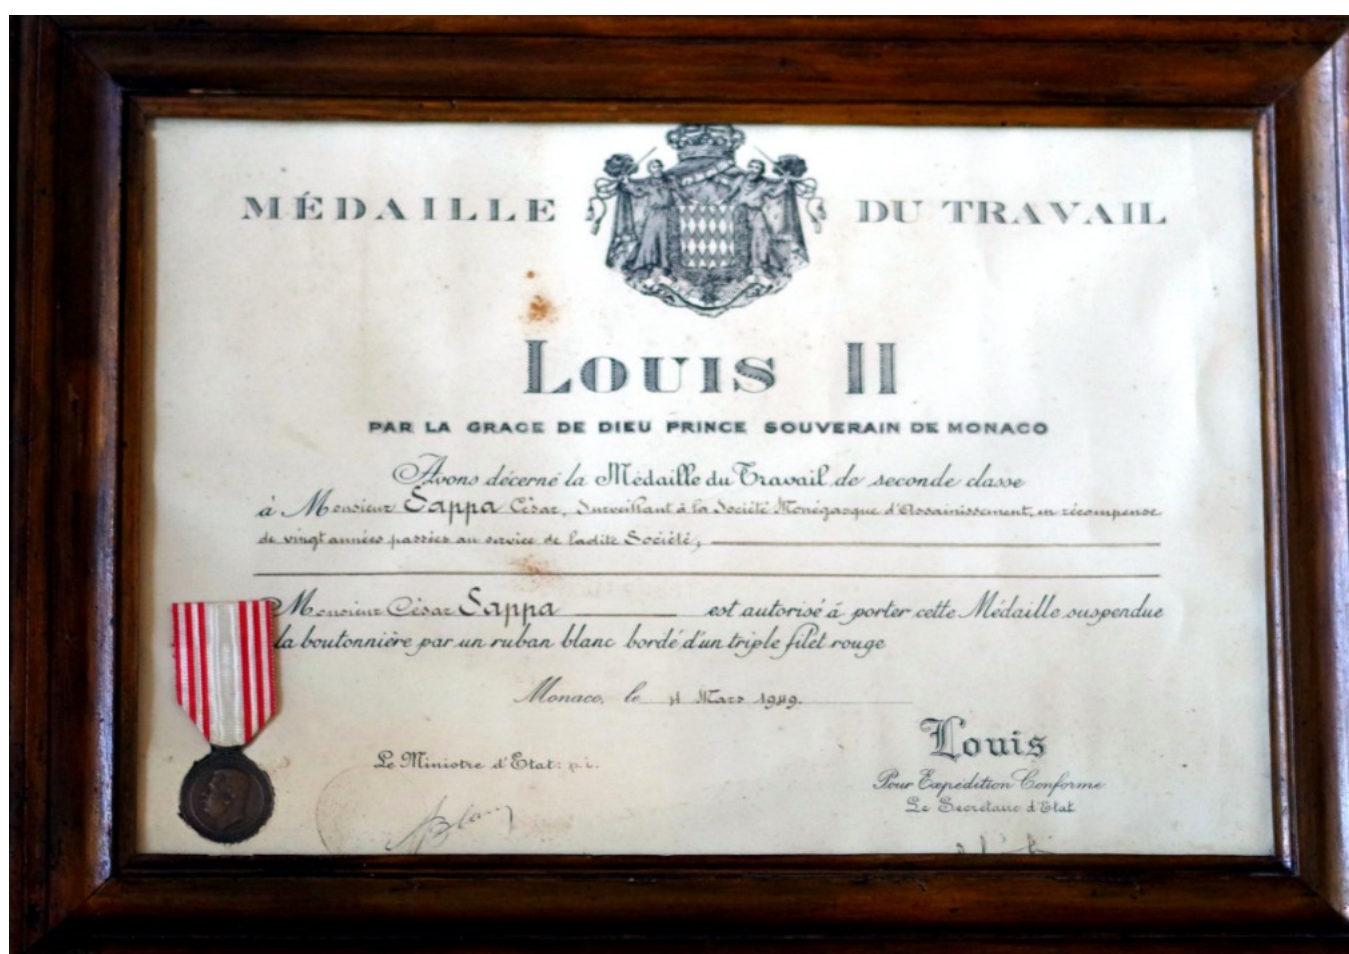 MÉDAILLE DU TRAVAIL
LOUIS II
PAR LA GRACE DE DIEU PRINCE SOUVERAIN DE MONACO
Avons décerné la Médaille du Travail de seconde classe
à Monsieur Sappa César, Surveillant à la Société Monégasque d'Assainissement, en récompense
de vingt années passées au service de ladite Société,
Monsieur César Sappa est autorisé à porter cette Médaille suspendue
la boutonnière par un ruban blanc bordé d'un triple filet rouge
Monaco, le Mars 1949.
Louis
Le Ministre d'Etat: p.i.
Pour Expédition Conforme
Le Secrétaire d'Etat